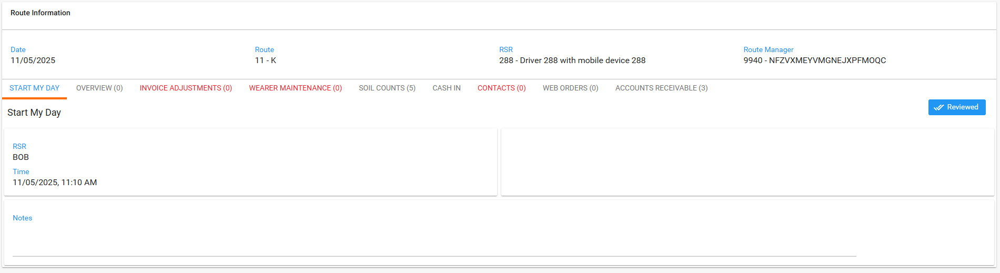 Route Information
Date
11/05/2025
Route
11 - K
RSR
288 - Driver 288 with mobile device 288
Route Manager
9940 - NFZVXMEYVMGNEJXPFMOQC
START MY DAY OVERVIEW (0) INVOICE ADJUSTMENTS (0) WEARER MAINTENANCE (0) SOIL COUNTS (5) CASH IN CONTACTS (0) WEB ORDERS (0) ACCOUNTS RECEIVABLE (3)
Start My Day
Reviewed
RSR
BOB
Time
11/05/2025, 11:10 AM
Notes